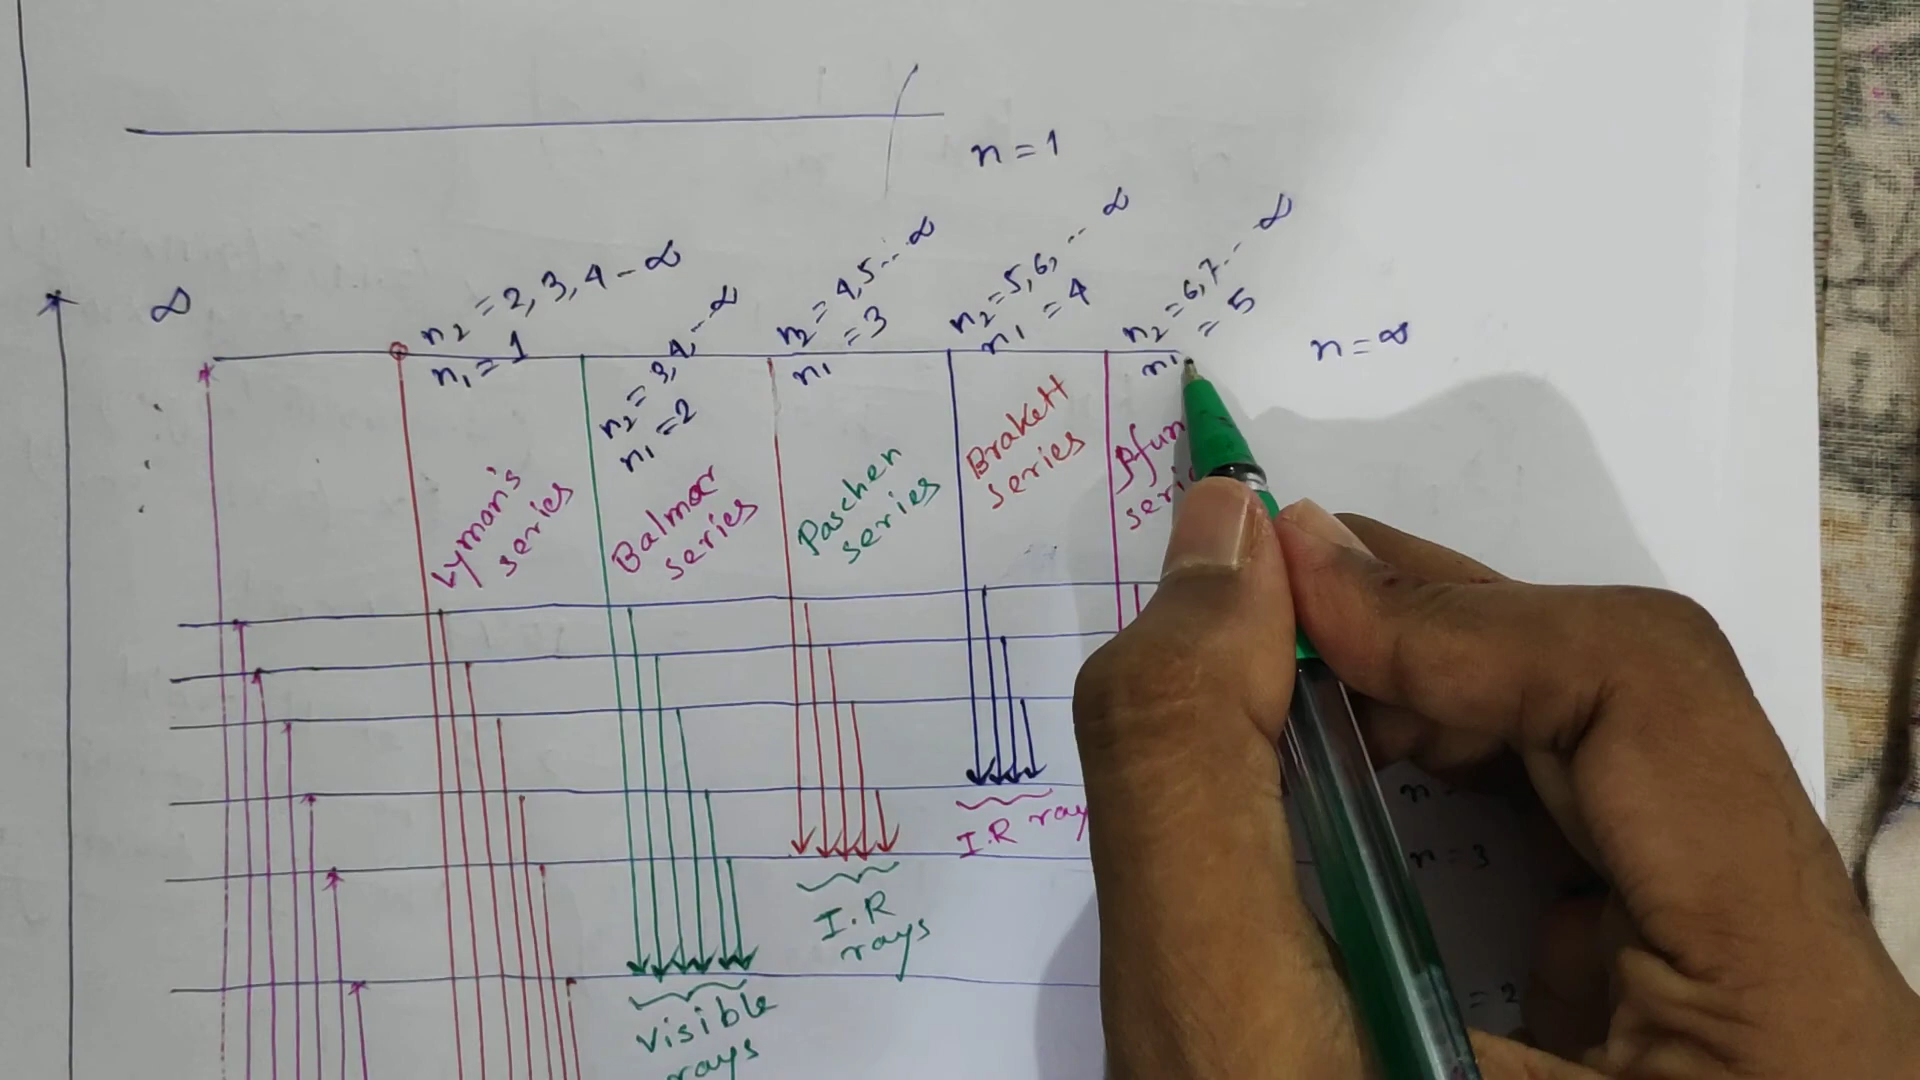 n = 1
∞
n2 = 2, 3, 4 - ∞
n1 = 1
n2 = 3, 4, -- ∞
n1 = 2
n2 = 4, 5 -- ∞
n1 = 3
n2 = 5, 6, -- ∞
n1 = 4
n2 = 6, 7 -- ∞
n1 = 5
n = ∞
Lyman's
series
Balmar
series
Paschen
series
Brakett
series
I.R
rays
I.R
Visible
rays
n = 3
= 2